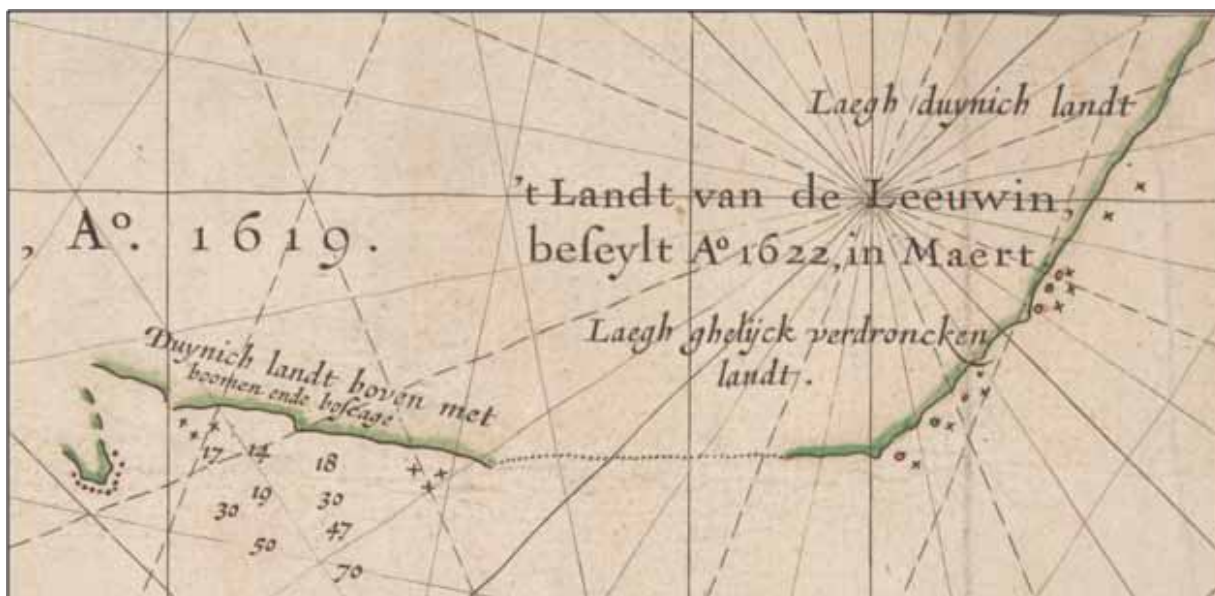 Laegh duynich landt
't Landt van de Leeuwin,
beſeylt Aº 1622, in Maert
, Aº. 1619.
Laegh ghelijck verdroncken
landt.
Duynich landt boven met
boomen ende boſcage
17 14 18
19 30
30 47
50 70